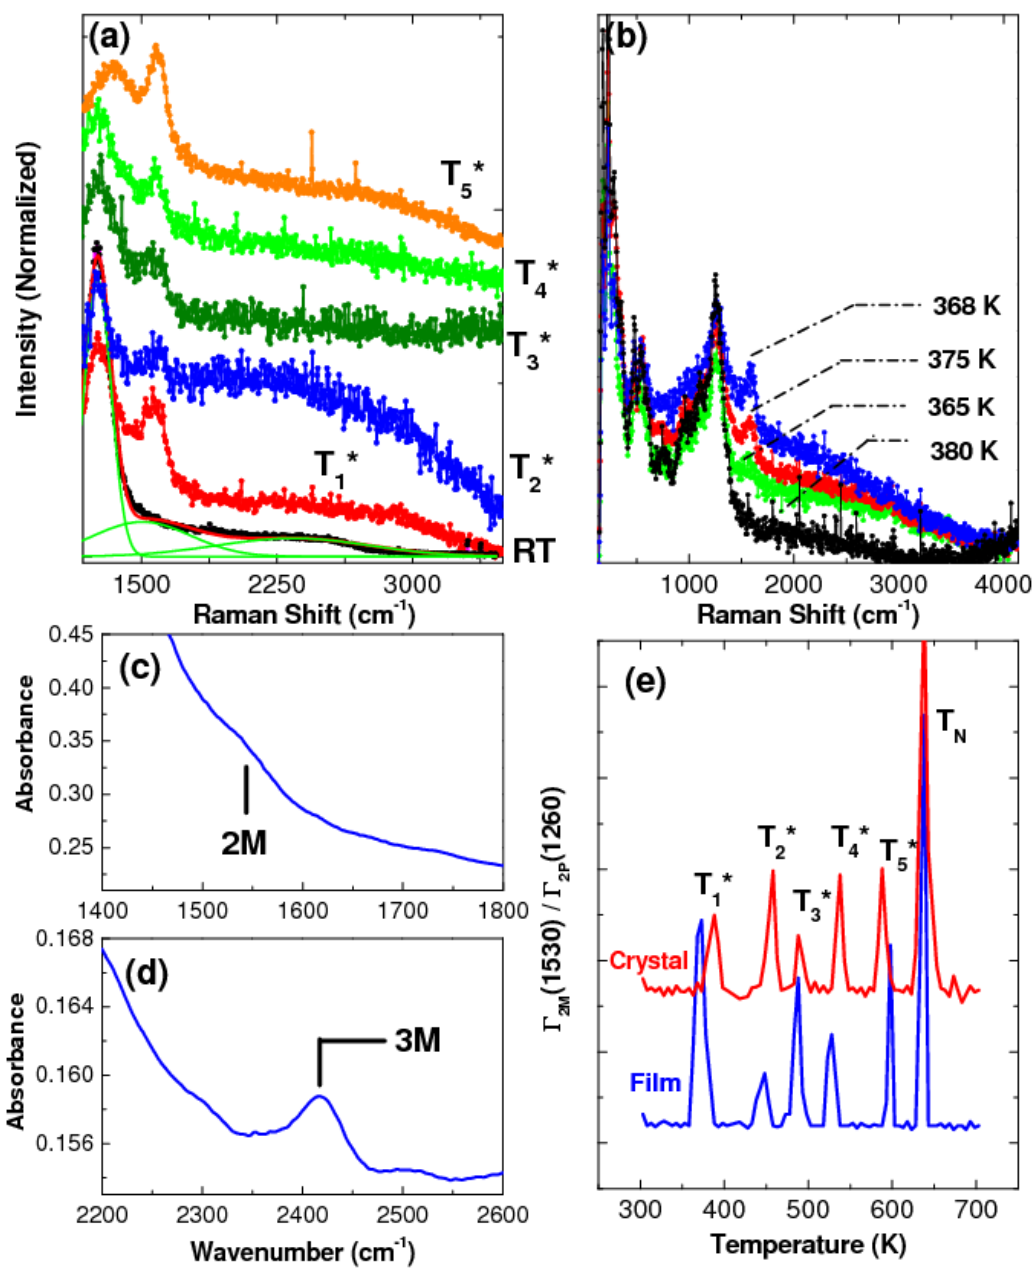 (a)
Intensity (Normalized)
T5*
T4*
T3*
T2*
T1*
RT
1500 2250 3000
Raman Shift (cm-1)
(b)
368 K
375 K
365 K
380 K
1000 2000 3000 4000
Raman Shift (cm-1)
(c)
Absorbance
0.45
0.40
0.35
0.30
0.25
2M
1400 1500 1600 1700 1800
(d)
Absorbance
0.168
0.164
0.160
0.156
3M
2200 2300 2400 2500 2600
Wavenumber (cm-1)
(e)
Γ2M(1530) / Γ2P(1260)
TN
T1*
T2*
T3*
T4*
T5*
Crystal
Film
300 400 500 600 700
Temperature (K)